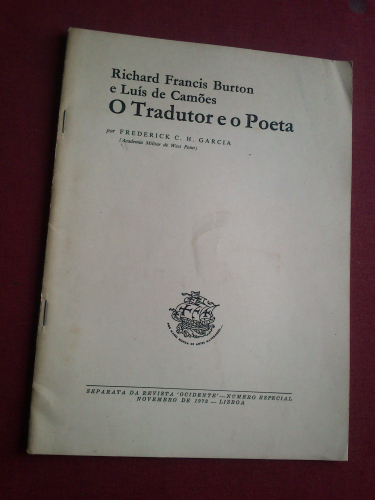 Richard Francis Burton
e Luís de Camões
O Tradutor e o Poeta
por FREDERICK C. H. GARCIA
(Academia Militar de West Point)
SEPARATA DA REVISTA 'OCIDENTE' — NÚMERO ESPECIAL
NOVEMBRO DE 1972 — LISBOA